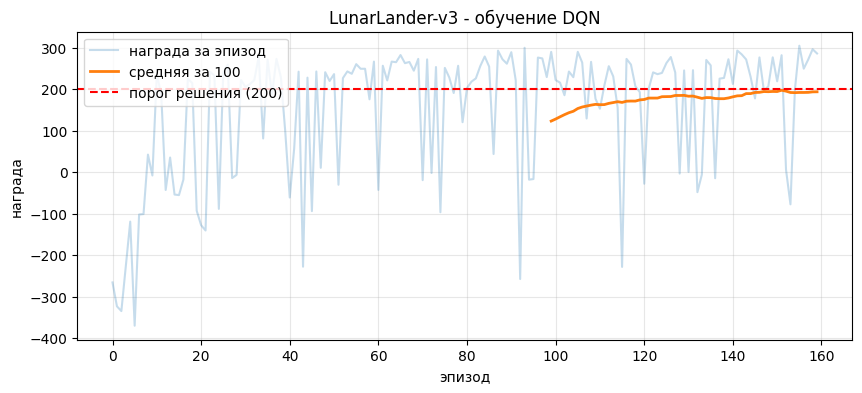 LunarLander-v3 - обучение DQN
награда за эпизод
средняя за 100
порог решения (200)
награда
300
200
100
0
−100
−200
−300
−400
0
20
40
60
80
100
120
140
160
эпизод